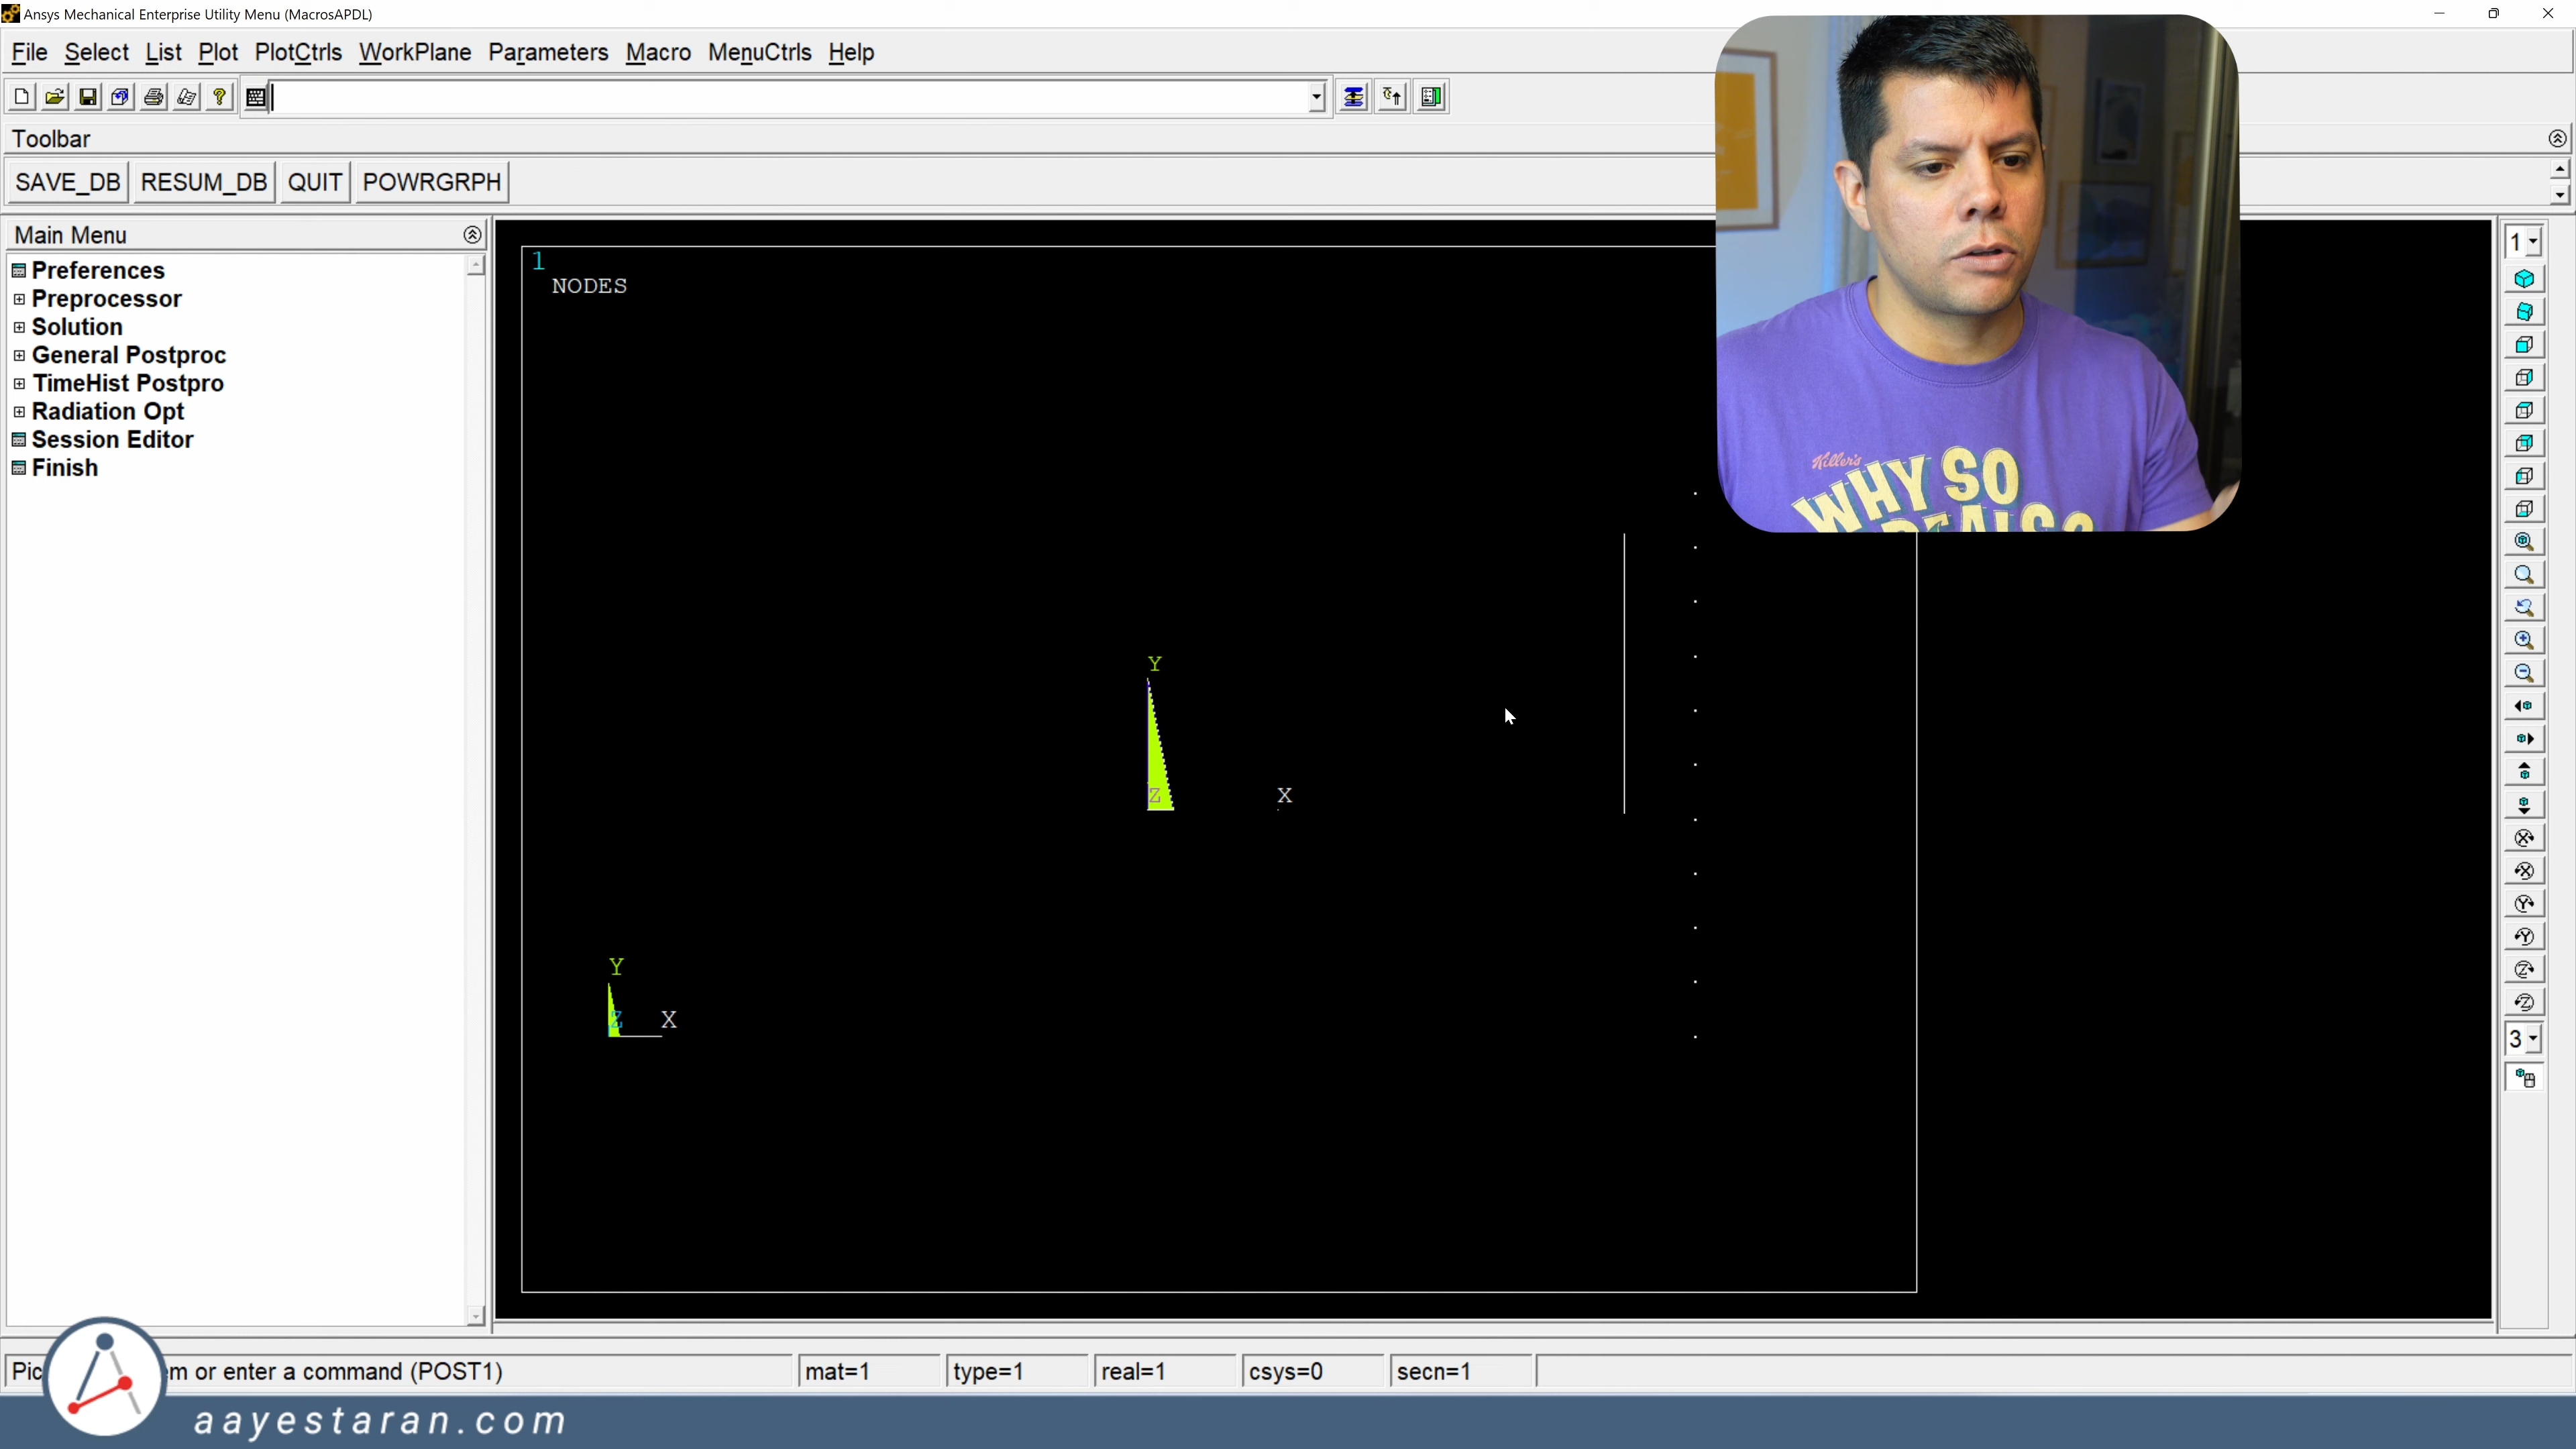 Ansys Mechanical Enterprise Utility Menu (MacrosAPDL)
File Select List Plot PlotCtrls WorkPlane Parameters Macro MenuCtrls Help
Toolbar
SAVE_DB RESUM_DB QUIT POWRGRPH
Main Menu
Preferences
Preprocessor
Solution
General Postproc
TimeHist Postpro
Radiation Opt
Session Editor
Finish
1
NODES
Y
Z
X
Y
Z
X
Killer's
WHY SO
1
3
Pic
m or enter a command (POST1)
mat=1
type=1
real=1
csys=0
secn=1
aayestaran.com